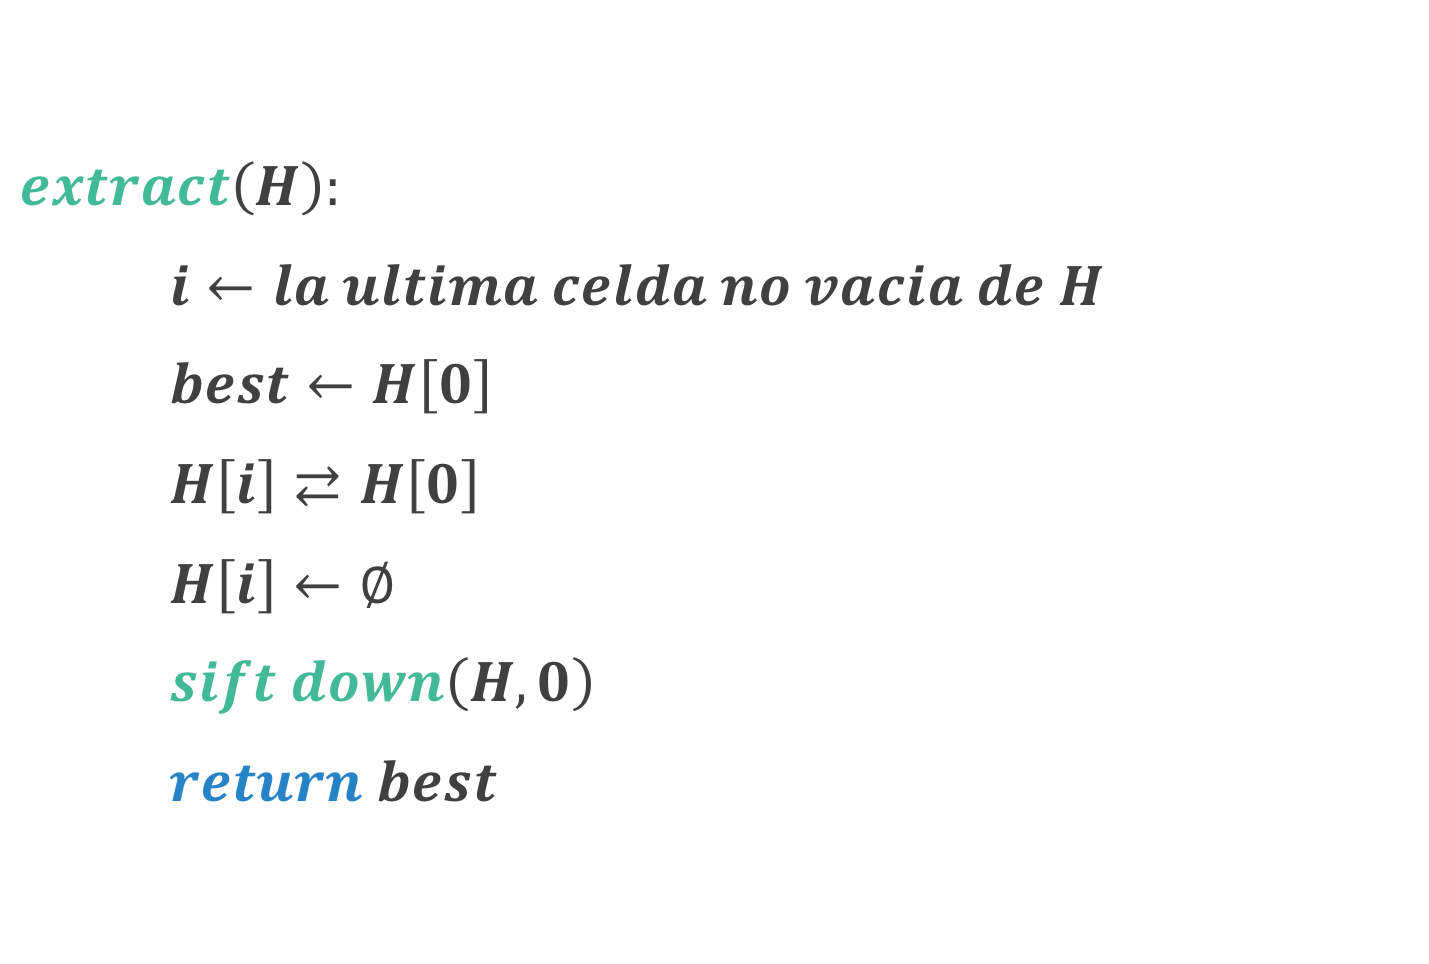 extract(H):
i ← la ultima celda no vacia de H
best ← H[0]
H[i] ⇄ H[0]
H[i] ← ∅
sift down(H, 0)
return best